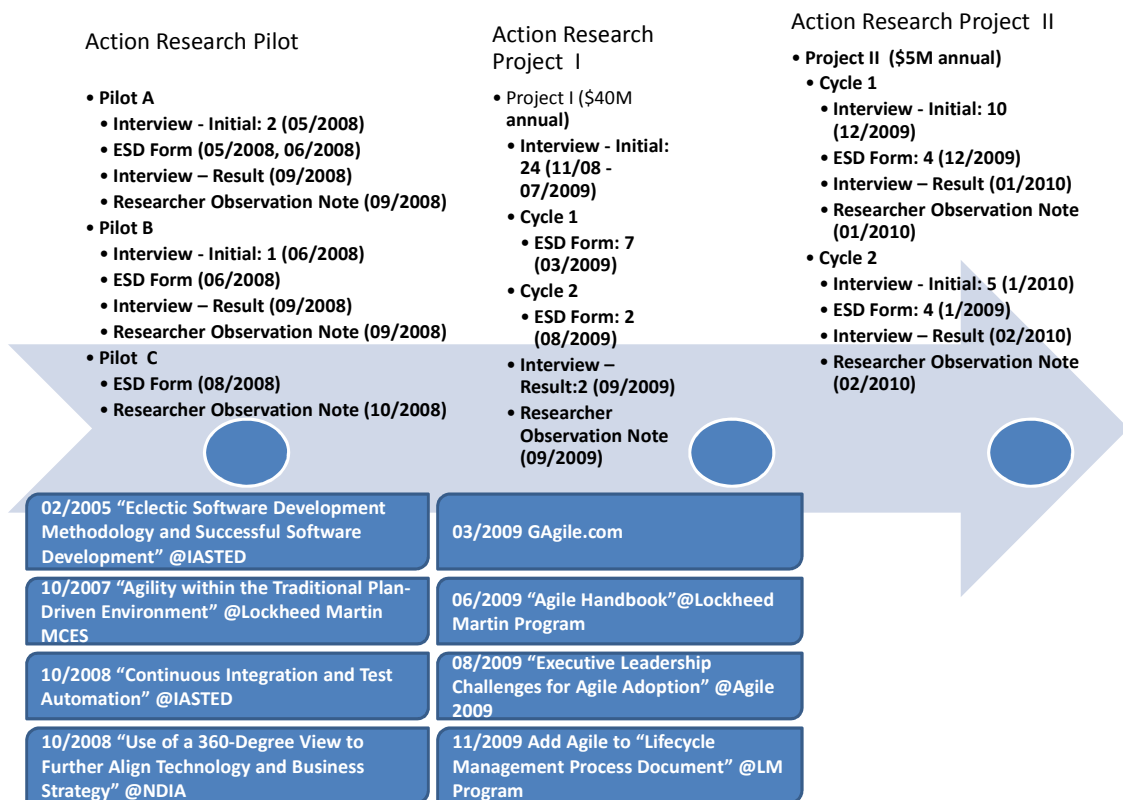 Action Research Pilot
• Pilot A
• Interview - Initial: 2 (05/2008)
• ESD Form (05/2008, 06/2008)
• Interview – Result (09/2008)
• Researcher Observation Note (09/2008)
• Pilot B
• Interview - Initial: 1 (06/2008)
• ESD Form (06/2008)
• Interview – Result (09/2008)
• Researcher Observation Note (09/2008)
• Pilot C
• ESD Form (08/2008)
• Researcher Observation Note (10/2008)
Action Research
Project I
• Project I ($40M
annual)
• Interview - Initial:
24 (11/08 -
07/2009)
• Cycle 1
• ESD Form: 7
(03/2009)
• Cycle 2
• ESD Form: 2
(08/2009)
• Interview –
Result:2 (09/2009)
• Researcher
Observation Note
(09/2009)
Action Research Project II
• Project II ($5M annual)
• Cycle 1
• Interview - Initial: 10
(12/2009)
• ESD Form: 4 (12/2009)
• Interview – Result (01/2010)
• Researcher Observation Note
(01/2010)
• Cycle 2
• Interview - Initial: 5 (1/2010)
• ESD Form: 4 (1/2009)
• Interview – Result (02/2010)
• Researcher Observation Note
(02/2010)
02/2005 “Eclectic Software Development
Methodology and Successful Software
Development” @IASTED
10/2007 “Agility within the Traditional Plan-
Driven Environment” @Lockheed Martin
MCES
10/2008 “Continuous Integration and Test
Automation” @IASTED
10/2008 “Use of a 360-Degree View to
Further Align Technology and Business
Strategy” @NDIA
03/2009 GAgile.com
06/2009 “Agile Handbook”@Lockheed
Martin Program
08/2009 “Executive Leadership
Challenges for Agile Adoption” @Agile
2009
11/2009 Add Agile to “Lifecycle
Management Process Document” @LM
Program